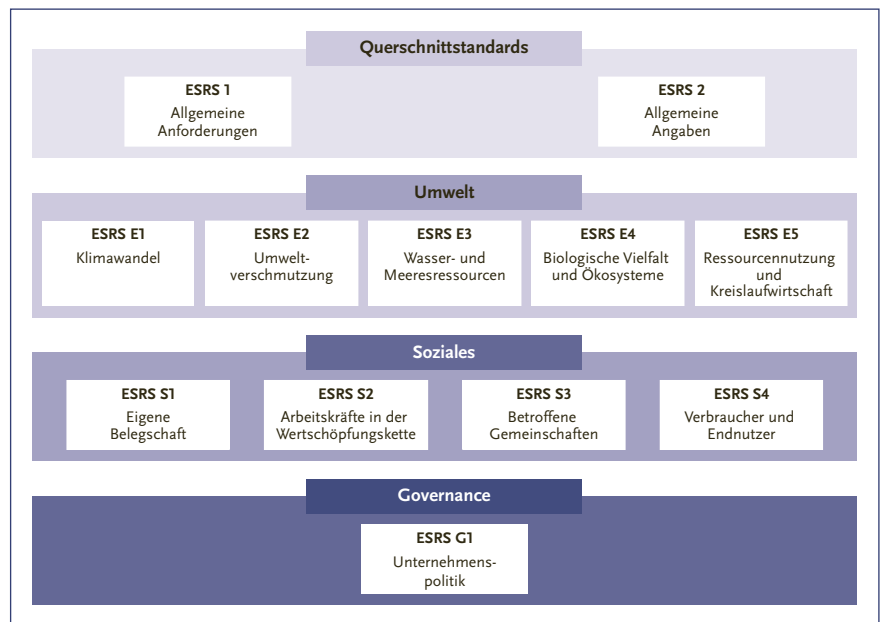 Querschnittstandards
ESRS 1
Allgemeine
Anforderungen
ESRS 2
Allgemeine
Angaben
Umwelt
ESRS E1
Klimawandel
ESRS E2
Umwelt-
verschmutzung
ESRS E3
Wasser- und
Meeresressourcen
ESRS E4
Biologische Vielfalt
und Ökosysteme
ESRS E5
Ressourcennutzung
und
Kreislaufwirtschaft
Soziales
ESRS S1
Eigene
Belegschaft
ESRS S2
Arbeitskräfte in der
Wertschöpfungskette
ESRS S3
Betroffene
Gemeinschaften
ESRS S4
Verbraucher und
Endnutzer
Governance
ESRS G1
Unternehmens-
politik